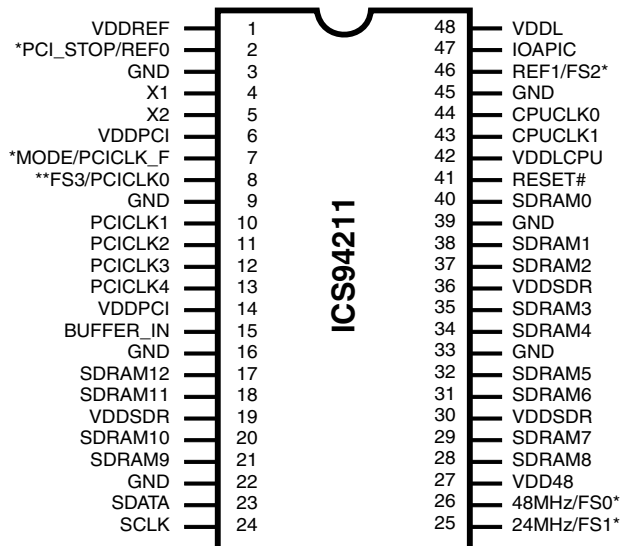 VDDREF 1 48 VDDL
*PCI_STOP/REF0 2 47 IOAPIC
GND 3 46 REF1/FS2*
X1 4 45 GND
X2 5 44 CPUCLK0
VDDPCI 6 43 CPUCLK1
*MODE/PCICLK_F 7 42 VDDLCPU
**FS3/PCICLK0 8 41 RESET#
GND 9 40 SDRAM0
PCICLK1 10 39 GND
PCICLK2 11 38 SDRAM1
PCICLK3 12 37 SDRAM2
PCICLK4 13 36 VDDSDR
VDDPCI 14 35 SDRAM3
BUFFER_IN 15 34 SDRAM4
GND 16 33 GND
SDRAM12 17 32 SDRAM5
SDRAM11 18 31 SDRAM6
VDDSDR 19 30 VDDSDR
SDRAM10 20 29 SDRAM7
SDRAM9 21 28 SDRAM8
GND 22 27 VDD48
SDATA 23 26 48MHz/FS0*
SCLK 24 25 24MHz/FS1*
ICS94211